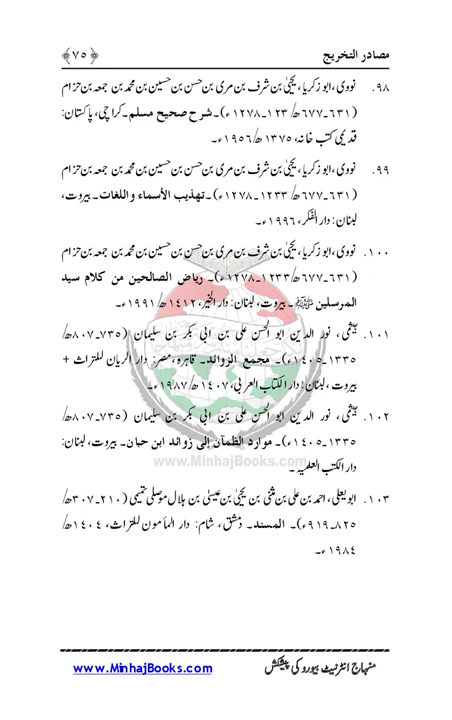 مصادر التخريج ﴿۷۵﴾
۹۸۔ نووی، ابو زکریا، یحییٰ بن شرف بن مری بن حسن بن حسین بن محمد بن جمعہ بن حزام
(۶۳۱۔۶۷۷ھ/۱۲۳۔۱۲۷۸ء)۔ شرح صحیح مسلم۔ کراچی، پاکستان:
قدیمی کتب خانہ، ۱۳۷۵ھ/۱۹۵۶ء۔
۹۹۔ نووی، ابو زکریا، یحییٰ بن شرف بن مری بن حسن بن حسین بن محمد بن جمعہ بن حزام
(۶۳۱۔۶۷۷ھ/۱۲۳۳۔۱۲۷۸ء)۔ تهذيب الأسماء و اللغات۔ بیروت،
لبنان: دار الفکر، ۱۹۹۶ء۔
۱۰۰۔ نووی، ابو زکریا، یحییٰ بن شرف بن مری بن حسن بن حسین بن محمد بن جمعہ بن حزام
(۶۳۱۔۶۷۷ھ/۱۲۳۳۔۱۲۷۸ء)۔ رياض الصالحين من كلام سيد
المرسلين ﷺ۔ بیروت، لبنان: دار الخیر، ۱۴۱۲ھ/۱۹۹۱ء۔
۱۰۱۔ ہیثمی، نور الدین ابو الحسن علی بن ابی بکر بن سلیمان (۷۳۵۔۸۰۷ھ/
۱۳۳۵۔۱۴۰۵ء)۔ مجمع الزوائد۔ قاہرہ، مصر: دار الریان للتراث +
بیروت، لبنان: دار الکتاب العربی، ۱۴۰۷ھ/۱۹۸۷ء۔
۱۰۲۔ ہیثمی، نور الدین ابو الحسن علی بن ابی بکر بن سلیمان (۷۳۵۔۸۰۷ھ/
۱۳۳۵۔۱۴۰۵ء)۔ موارد الظمآن إلى زوائد ابن حبان۔ بیروت، لبنان:
دار الکتب العلمیہ۔
www.MinhajBooks.com
۱۰۳۔ ابو یعلی، احمد بن علی بن مثنی بن یحییٰ بن عیسیٰ بن ہلال موصلی تمیمی (۲۱۰۔۳۰۷ھ/
۸۲۵۔۹۱۹ء)۔ المسند۔ دمشق، شام: دار المأمون للتراث، ۱۴۰۴ھ/
۱۹۸۴ء۔
منہاج انٹرنیٹ بیورو کی پیشکش www.MinhajBooks.com